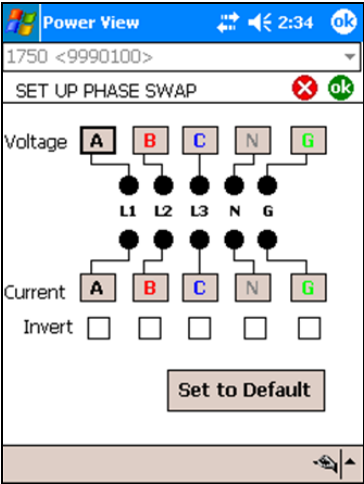 Power View 2:34 ok
1750 <9990100>
SET UP PHASE SWAP ok
Voltage A B C N G
L1 L2 L3 N G
Current A B C N G
Invert
Set to Default